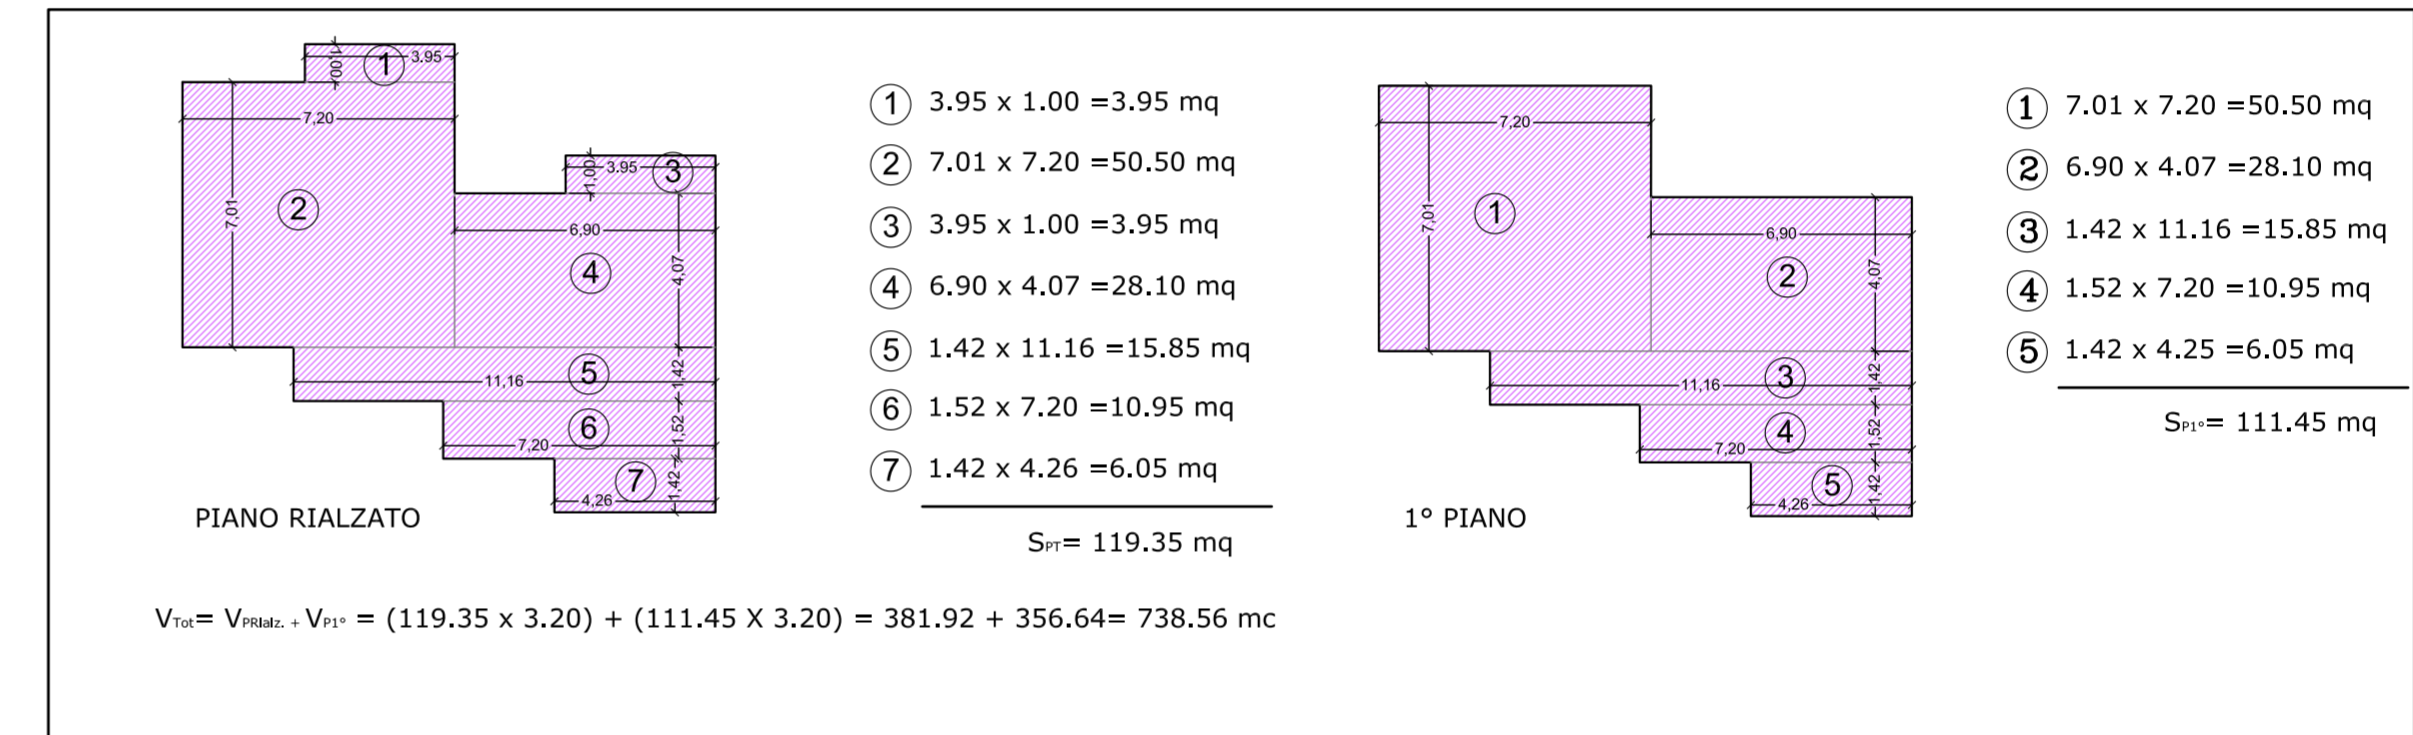 1,00
3.95
1
7,20
7,01
2
1,00
3.95
3
6,90
4,07
4
11,16
5
1,42
7,20
6
1,52
4,26
7
1,42
PIANO RIALZATO
1 3.95 x 1.00 =3.95 mq
2 7.01 x 7.20 =50.50 mq
3 3.95 x 1.00 =3.95 mq
4 6.90 x 4.07 =28.10 mq
5 1.42 x 11.16 =15.85 mq
6 1.52 x 7.20 =10.95 mq
7 1.42 x 4.26 =6.05 mq
SPT= 119.35 mq
7,20
7,01
1
6,90
4,07
2
11,16
3
1,42
7,20
4
1,52
4,26
5
1,42
1° PIANO
1 7.01 x 7.20 =50.50 mq
2 6.90 x 4.07 =28.10 mq
3 1.42 x 11.16 =15.85 mq
4 1.52 x 7.20 =10.95 mq
5 1.42 x 4.25 =6.05 mq
SP1°= 111.45 mq
VTot= VPRIalz. + VP1° = (119.35 x 3.20) + (111.45 X 3.20) = 381.92 + 356.64= 738.56 mc